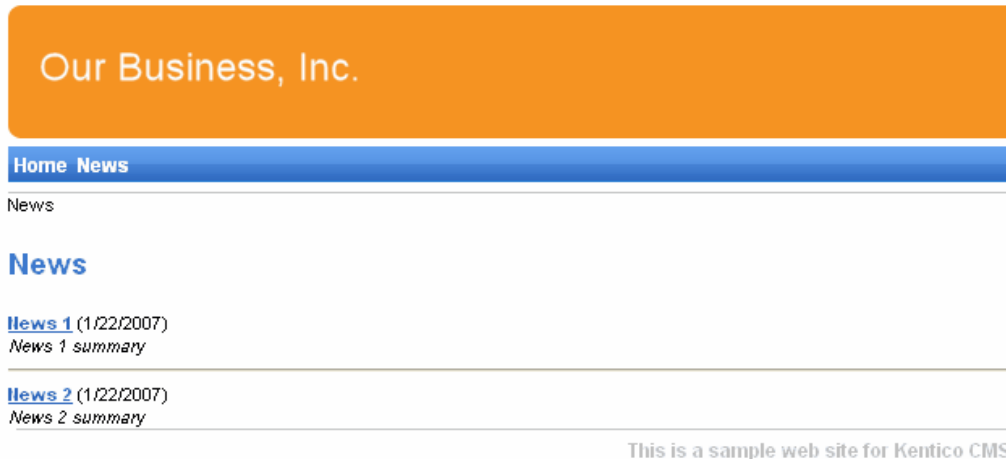 Our Business, Inc.
Home News
News
News
News 1 (1/22/2007)
News 1 summary
News 2 (1/22/2007)
News 2 summary
This is a sample web site for Kentico CMS